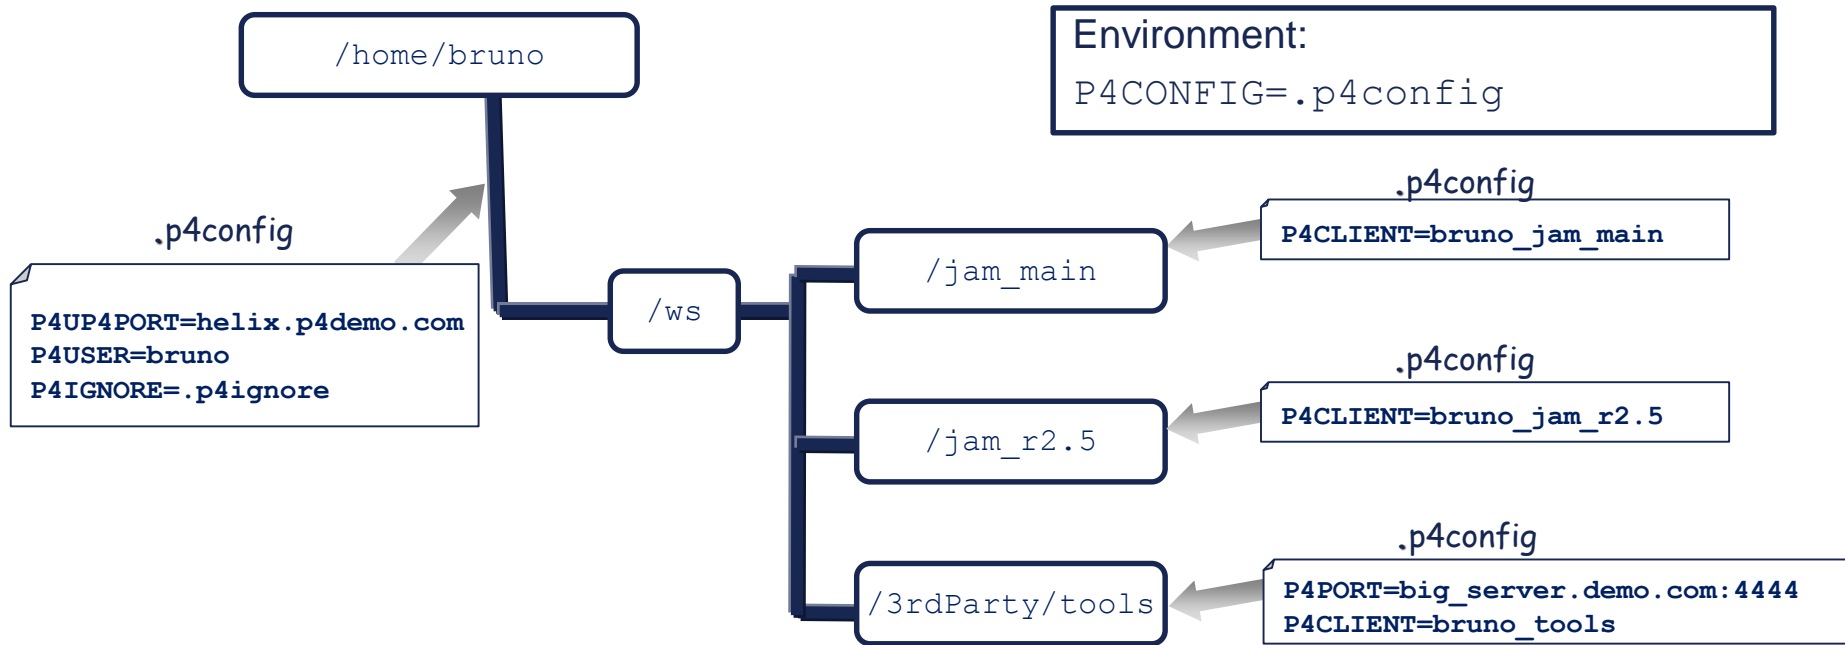 /home/bruno
Environment:
P4CONFIG=.p4config
.p4config
P4UP4PORT=helix.p4demo.com
P4USER=bruno
P4IGNORE=.p4ignore
/ws
/jam_main
.p4config
P4CLIENT=bruno_jam_main
/jam_r2.5
.p4config
P4CLIENT=bruno_jam_r2.5
/3rdParty/tools
.p4config
P4PORT=big_server.demo.com:4444
P4CLIENT=bruno_tools